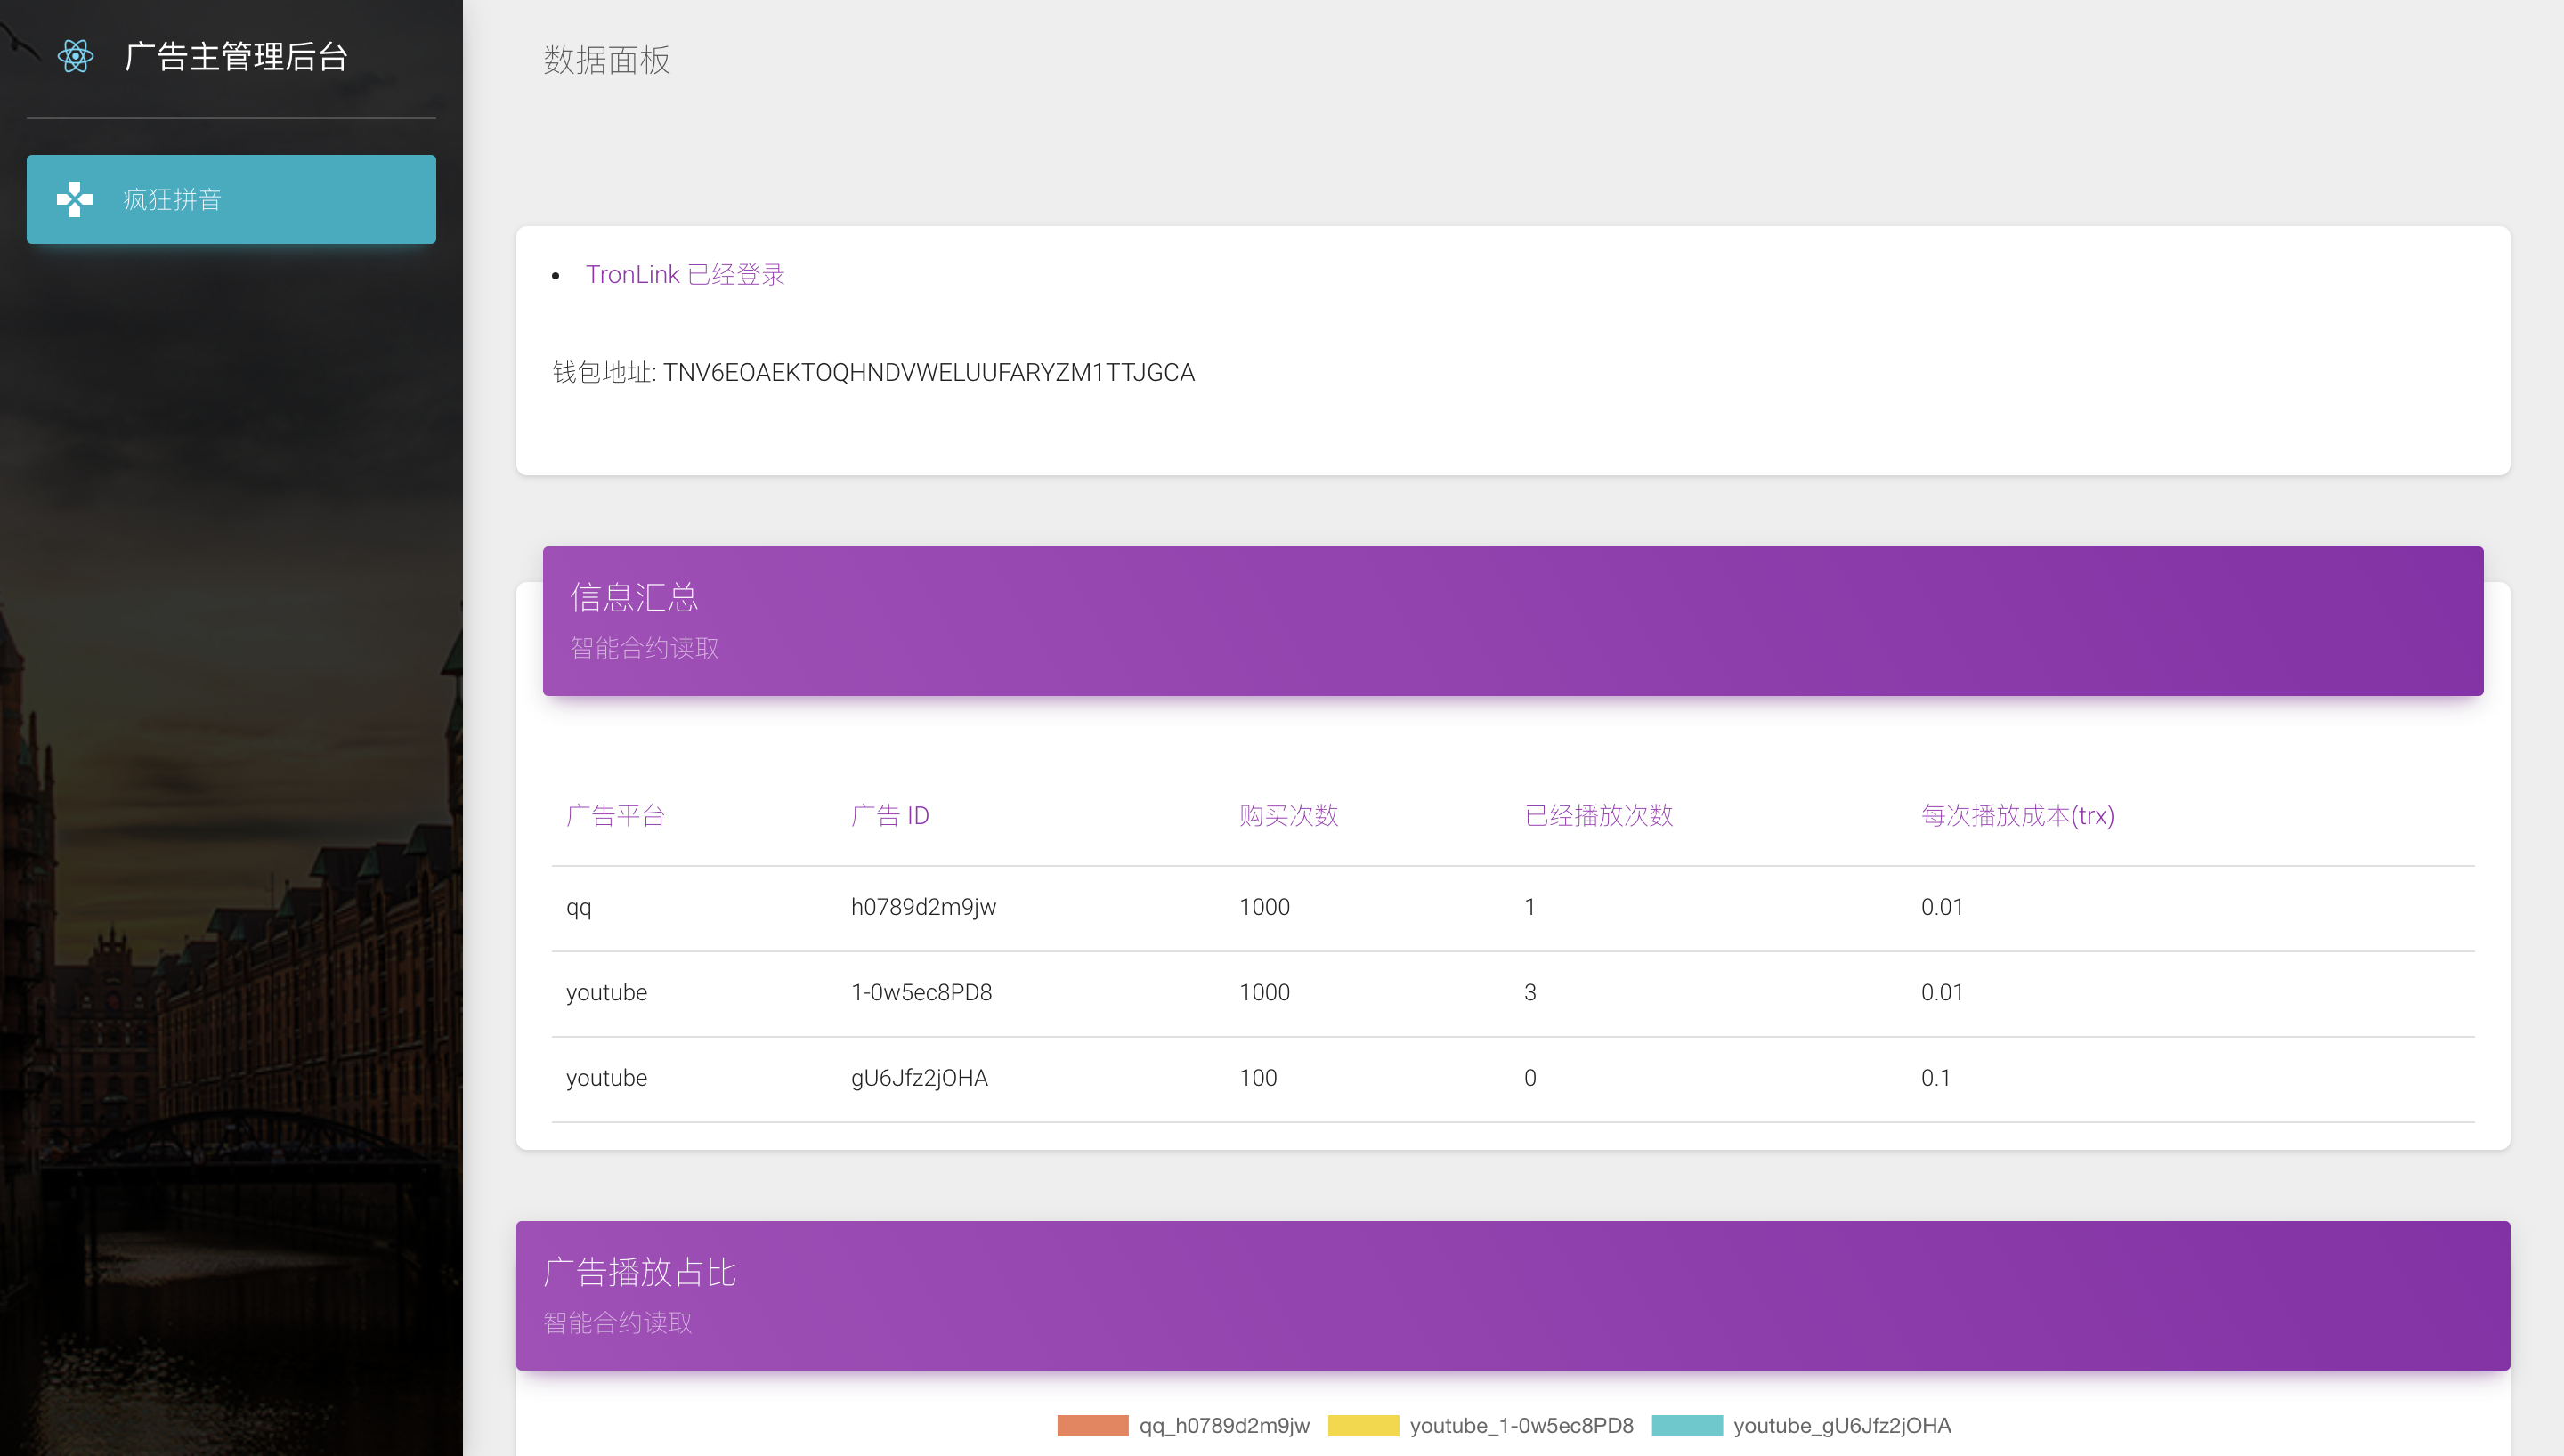 广告主管理后台
疯狂拼音
数据面板
TronLink 已经登录
钱包地址: TNV6EOAEKTOQHNDVWELUUFARYZM1TTJGCA
信息汇总
智能合约读取
广告平台 广告 ID 购买次数 已经播放次数 每次播放成本(trx)
qq h0789d2m9jw 1000 1 0.01
youtube 1-0w5ec8PD8 1000 3 0.01
youtube gU6Jfz2jOHA 100 0 0.1
广告播放占比
智能合约读取
qq_h0789d2m9jw youtube_1-0w5ec8PD8 youtube_gU6Jfz2jOHA